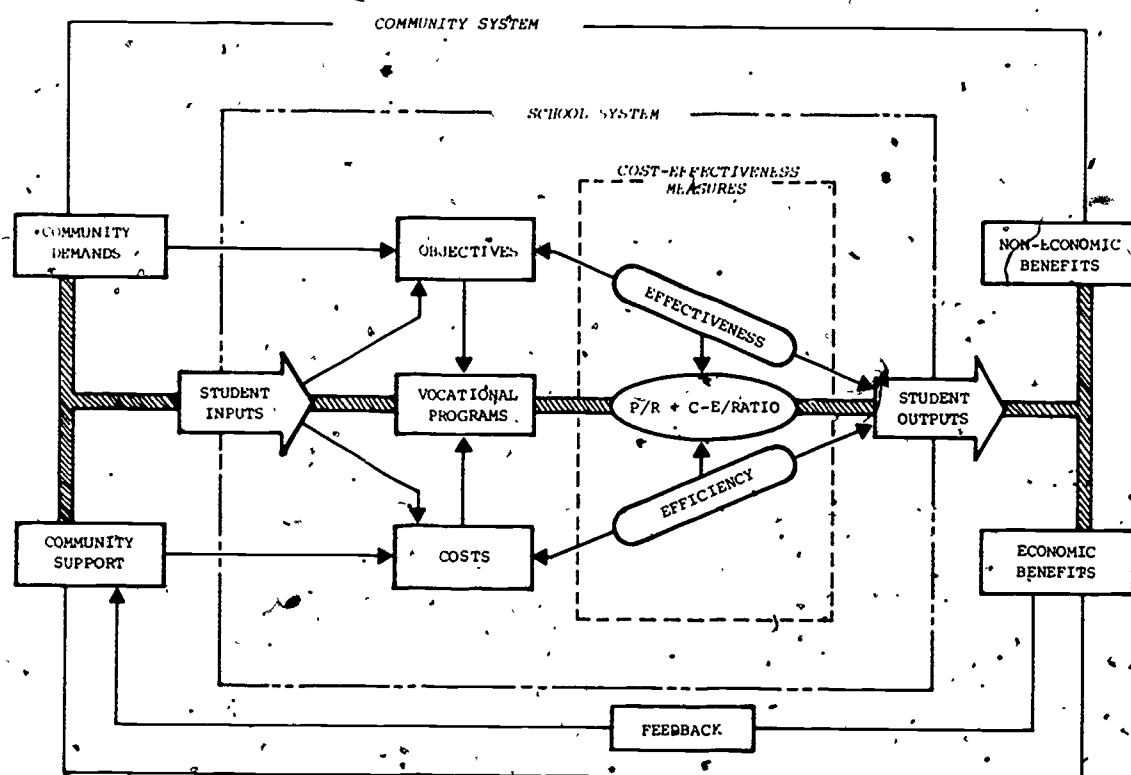 COMMUNITY SYSTEM
SCHOOL SYSTEM
COST-EFFECTIVENESS
MEASURES
COMMUNITY
DEMANDS
OBJECTIVES
NON-ECONOMIC
BENEFITS
EFFECTIVENESS
STUDENT
INPUTS
VOCATIONAL
PROGRAMS
P/R + C-E/RATIO
STUDENT
OUTPUTS
EFFICIENCY
COMMUNITY
SUPPORT
COSTS
ECONOMIC
BENEFITS
FEEDBACK